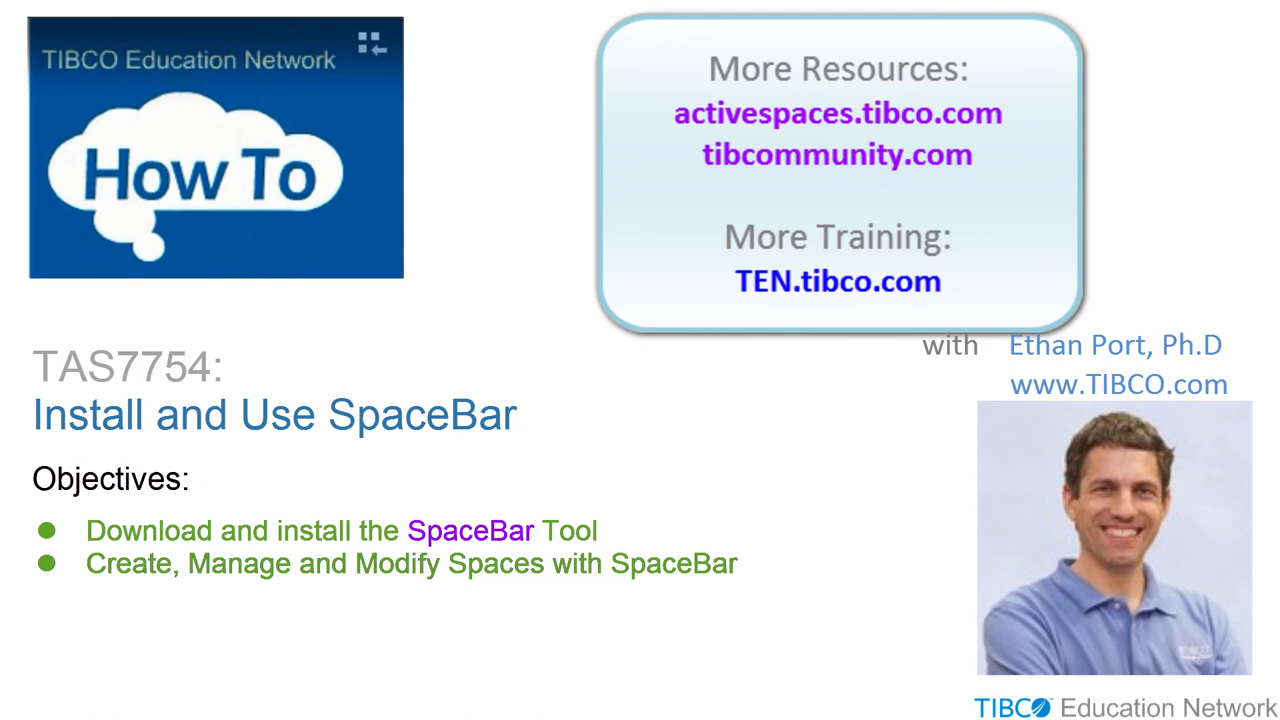 TIBCO Education Network
How To
More Resources:
activespaces.tibco.com
tibcommunity.com
More Training:
TEN.tibco.com
with Ethan Port, Ph.D
www.TIBCO.com
TAS7754:
Install and Use SpaceBar
Objectives:
● Download and install the SpaceBar Tool
● Create, Manage and Modify Spaces with SpaceBar
TIBCO™ Education Network